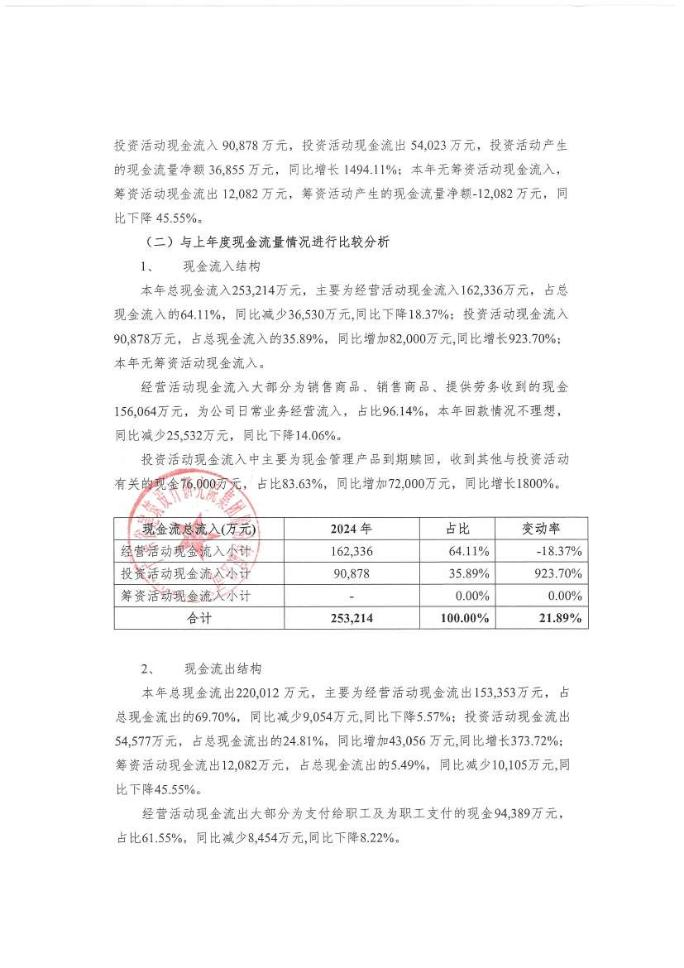 投资活动现金流入 90,878 万元，投资活动现金流出 54,023 万元，投资活动产生
的现金流量净额 36,855 万元，同比增长 1494.11%；本年无筹资活动现金流入，
筹资活动现金流出 12,082 万元，筹资活动产生的现金流量净额-12,082 万元，同
比下降 45.55%。
（二）与上年度现金流量情况进行比较分析
1、 现金流入结构
本年总现金流入253,214万元，主要为经营活动现金流入162,336万元，占总
现金流入的64.11%，同比减少36,530万元,同比下降18.37%；投资活动现金流入
90,878万元，占总现金流入的35.89%，同比增加82,000万元,同比增长923.70%；
本年无筹资活动现金流入。
经营活动现金流入大部分为销售商品、销售商品、提供劳务收到的现金
156,064万元，为公司日常业务经营流入，占比96.14%，本年回款情况不理想，
同比减少25,532万元，同比下降14.06%。
投资活动现金流入中主要为现金管理产品到期赎回，收到其他与投资活动
有关的现金76,000万元，占比83.63%，同比增加72,000万元，同比增长1800%。
现金流总流入(万元) 2024 年 占比 变动率
经营活动现金流入小计 162,336 64.11% -18.37%
投资活动现金流入小计 90,878 35.89% 923.70%
筹资活动现金流入小计 - 0.00% 0.00%
合计 253,214 100.00% 21.89%
2、 现金流出结构
本年总现金流出220,012 万元，主要为经营活动现金流出153,353万元，占
总现金流出的69.70%，同比减少9,054万元,同比下降5.57%；投资活动现金流出
54,577万元，占总现金流出的24.81%，同比增加43,056 万元,同比增长373.72%；
筹资活动现金流出12,082万元，占总现金流出的5.49%，同比减少10,105万元,同
比下降45.55%。
经营活动现金流出大部分为支付给职工及为职工支付的现金94,389万元，
占比61.55%，同比减少8,454万元,同比下降8.22%。